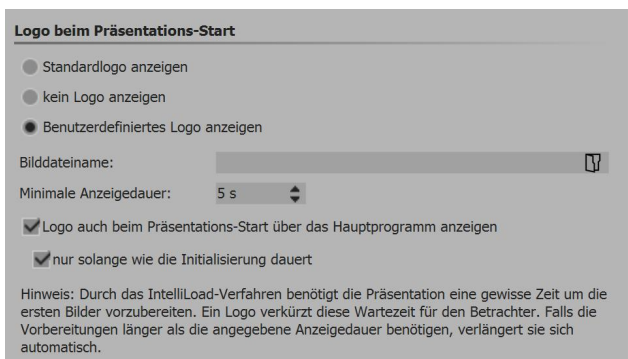 Logo beim Präsentations-Start
Standardlogo anzeigen
kein Logo anzeigen
Benutzerdefiniertes Logo anzeigen
Bilddateiname:
Minimale Anzeigedauer: 5 s
Logo auch beim Präsentations-Start über das Hauptprogramm anzeigen
nur solange wie die Initialisierung dauert
Hinweis: Durch das IntelliLoad-Verfahren benötigt die Präsentation eine gewisse Zeit um die
ersten Bilder vorzubereiten. Ein Logo verkürzt diese Wartezeit für den Betrachter. Falls die
Vorbereitungen länger als die angegebene Anzeigedauer benötigen, verlängert sie sich
automatisch.